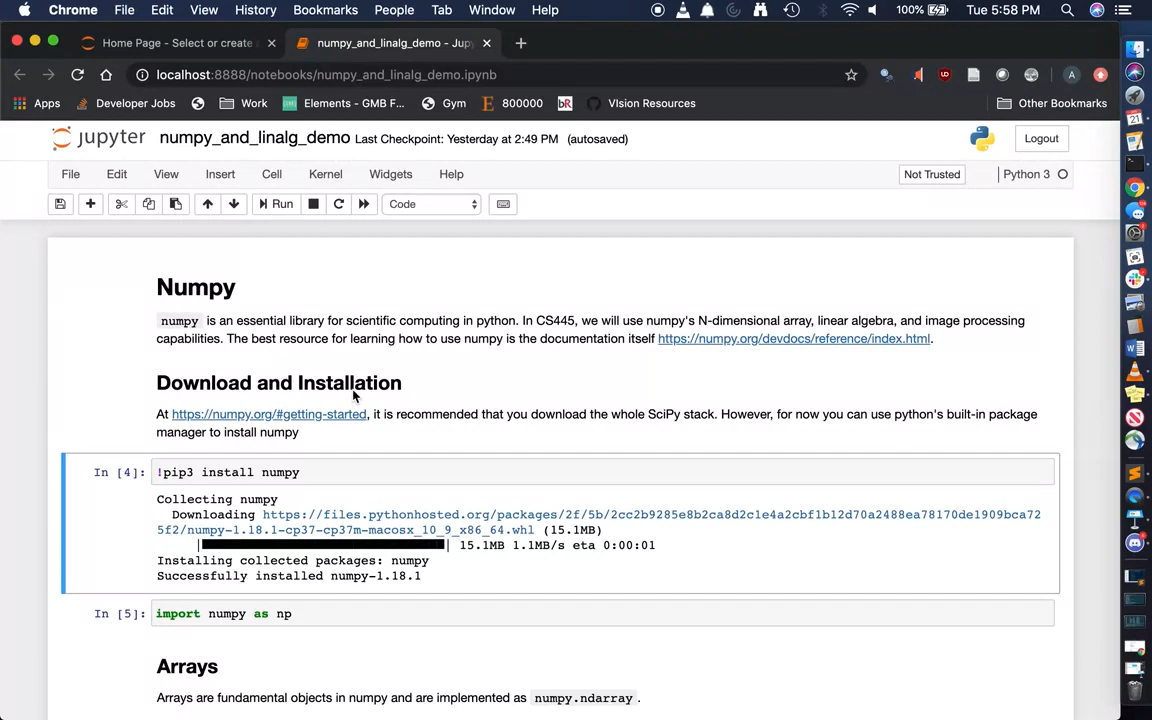 Chrome File Edit View History Bookmarks People Tab Window Help 100% Tue 5:58 PM
Home Page - Select or create numpy_and_linalg_demo - Jupy
localhost:8888/notebooks/numpy_and_linalg_demo.ipynb
Apps Developer Jobs Work Elements - GMB F... Gym 800000 bR VIsion Resources Other Bookmarks
jupyter numpy_and_linalg_demo Last Checkpoint: Yesterday at 2:49 PM (autosaved) Logout
File Edit View Insert Cell Kernel Widgets Help Not Trusted Python 3
Run Code
Numpy
numpy is an essential library for scientific computing in python. In CS445, we will use numpy's N-dimensional array, linear algebra, and image processing
capabilities. The best resource for learning how to use numpy is the documentation itself https://numpy.org/devdocs/reference/index.html.
Download and Installation
At https://numpy.org/#getting-started, it is recommended that you download the whole SciPy stack. However, for now you can use python's built-in package
manager to install numpy
In [4]: !pip3 install numpy
Collecting numpy
Downloading https://files.pythonhosted.org/packages/2f/5b/2cc2b9285e8b2ca8d2c1e4a2cbf1b12d70a2488ea78170de1909bca72
5f2/numpy-1.18.1-cp37-cp37m-macosx_10_9_x86_64.whl (15.1MB)
| | 15.1MB 1.1MB/s eta 0:00:01
Installing collected packages: numpy
Successfully installed numpy-1.18.1
In [5]: import numpy as np
Arrays
Arrays are fundamental objects in numpy and are implemented as numpy.ndarray.